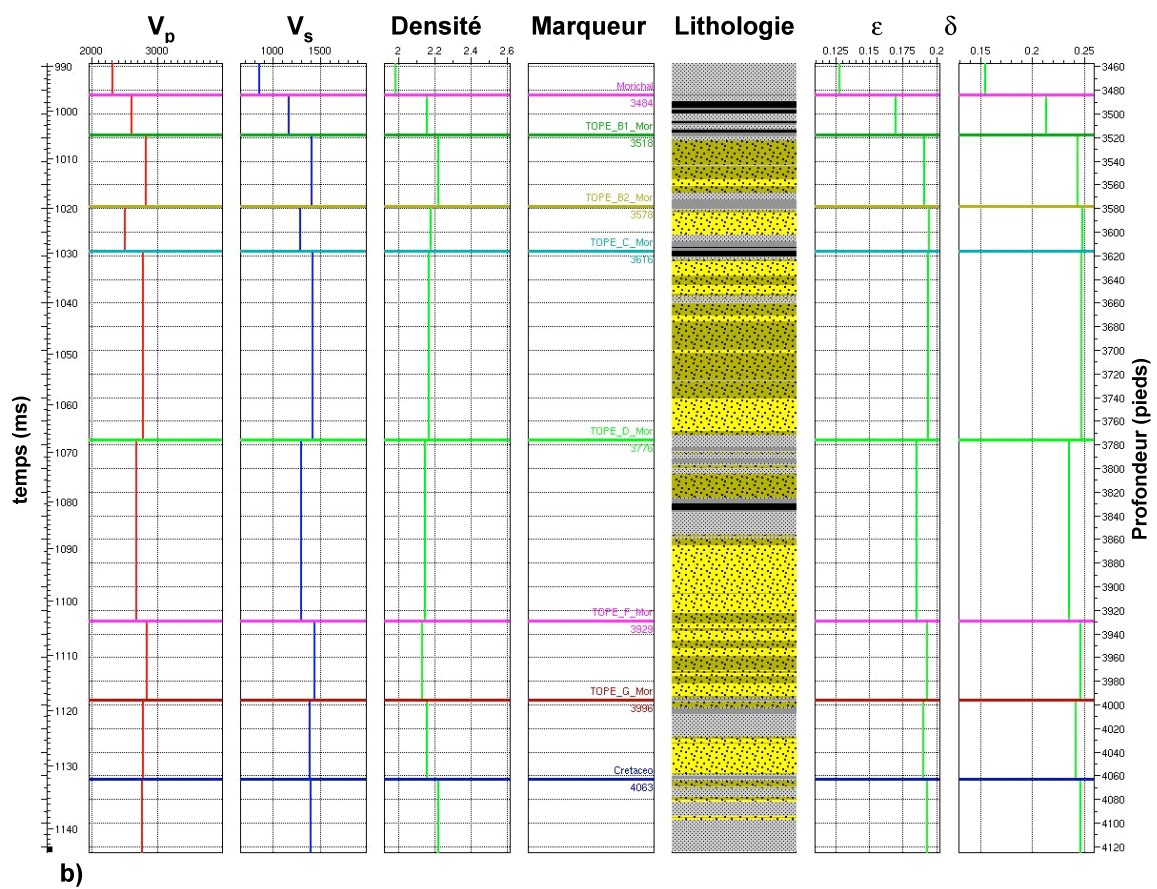 Vp Vs Densité Marqueur Lithologie ε δ
2000 3000 1000 1500 2 2.2 2.4 2.6 0.125 0.15 0.175 0.2 0.15 0.2 0.25
990 3460
Morichal 3480
3484
1000 3500
TOPE_B1_Mor 3520
3518
1010 3540
3560
TOPE_B2_Mor
1020 3578 3580
3600
TOPE_C_Mor
1030 3616 3620
3640
1040 3660
3680
1050 3700
3720
1060 3740
3760
TOPE_D_Mor
3776 3780
1070 3800
3820
1080 3840
3860
1090 3880
3900
1100 3920
TOPE_F_Mor
3929 3940
1110 3960
3980
TOPE_G_Mor
3996 4000
1120 4020
4040
1130 4060
Cretaceo
4063 4080
4100
1140 4120
temps (ms)
Profondeur (pieds)
b)